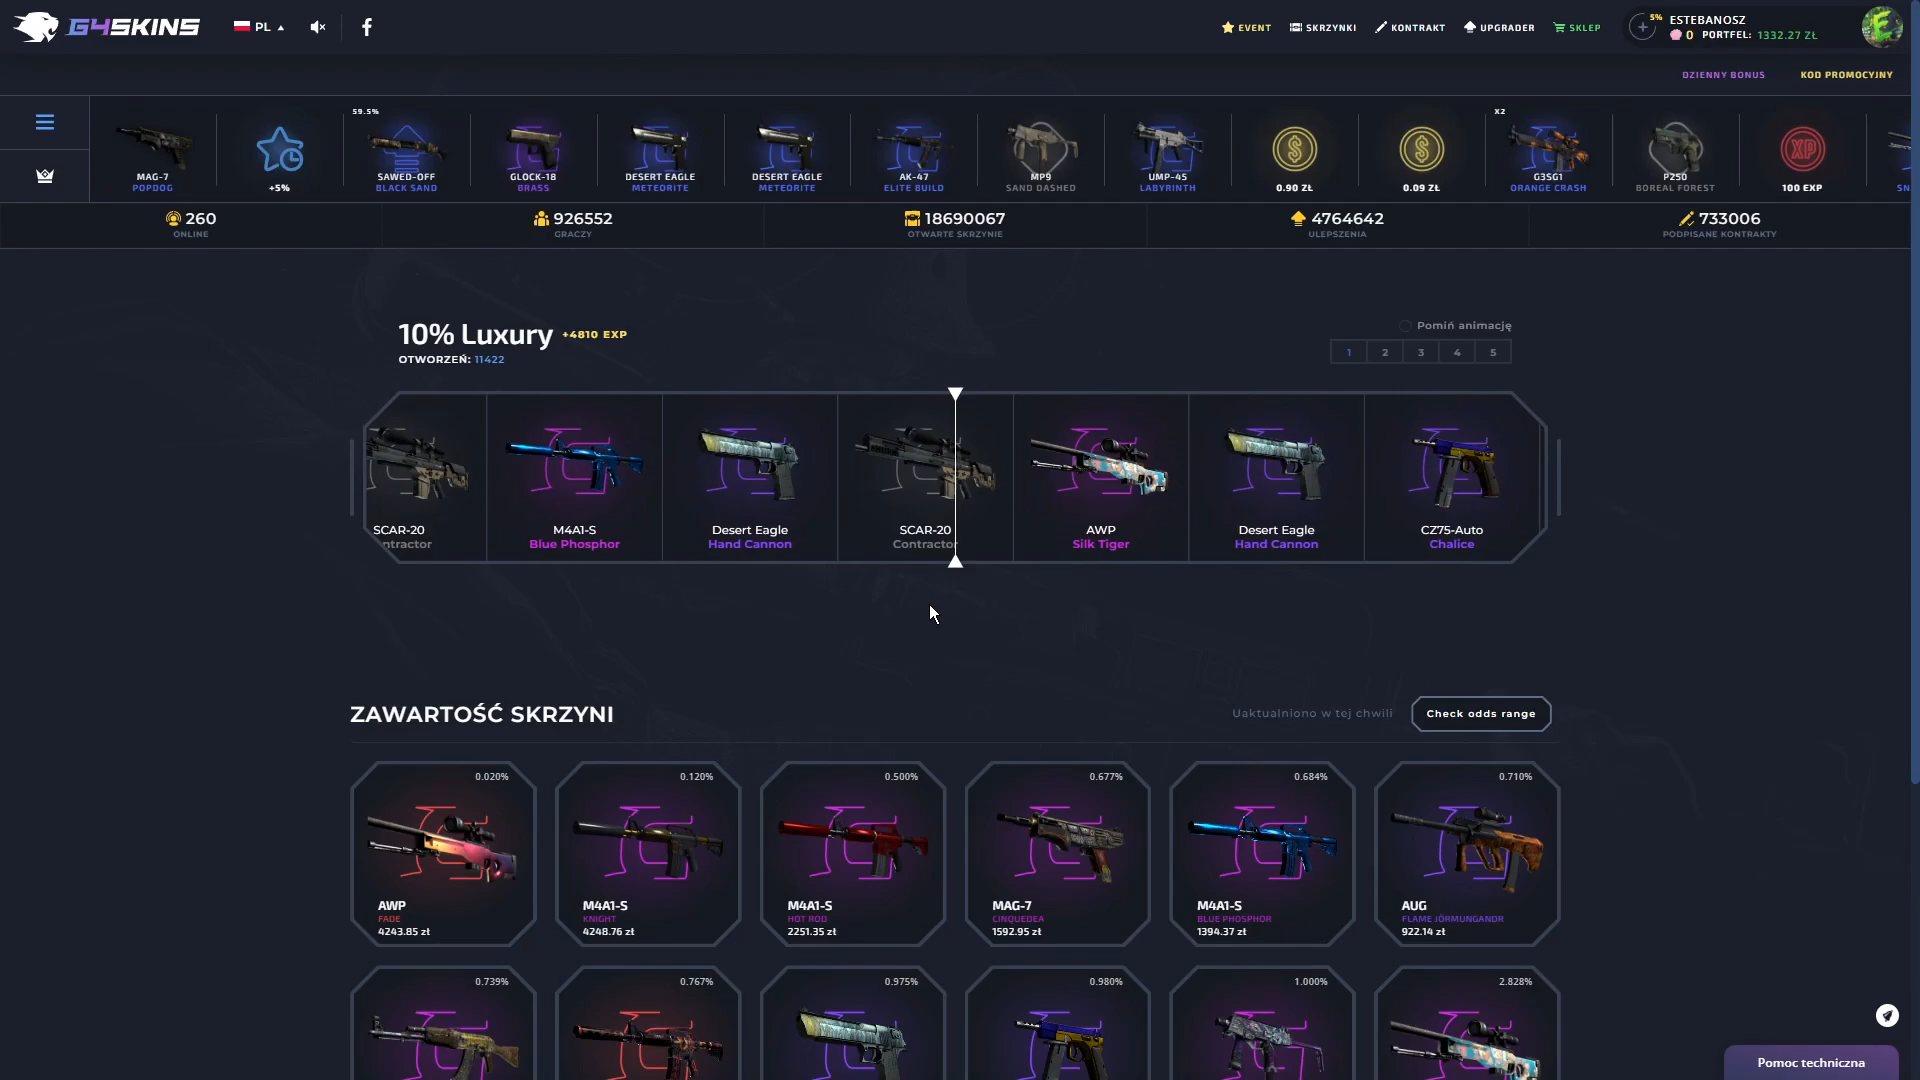 G4SKINS
PL
EVENT
SKRZYNKI
KONTRAKT
UPGRADER
SKLEP
5%
ESTEBANOSZ
0 PORTFEL: 1332.27 ZŁ
DZIENNY BONUS
KOD PROMOCYJNY
MAG-7
POPDOG
+5%
59.5%
SAWED-OFF
BLACK SAND
GLOCK-18
BRASS
DESERT EAGLE
METEORITE
DESERT EAGLE
METEORITE
AK-47
ELITE BUILD
MP9
SAND DASHED
UMP-45
LABYRINTH
0.90 ZŁ
0.09 ZŁ
X2
G3SG1
ORANGE CRASH
P250
BOREAL FOREST
XP
100 EXP
SN
260
ONLINE
926552
GRACZY
18690067
OTWARTE SKRZYNIE
4764642
ULEPSZENIA
733006
PODPISANE KONTRAKTY
10% Luxury +4810 EXP
OTWORZEŃ: 11422
Pomiń animację
1 2 3 4 5
SCAR-20
ntractor
M4A1-S
Blue Phosphor
Desert Eagle
Hand Cannon
SCAR-20
Contractor
AWP
Silk Tiger
Desert Eagle
Hand Cannon
CZ75-Auto
Chalice
ZAWARTOŚĆ SKRZYNI
Uaktualniono w tej chwili
Check odds range
0.020%
AWP
FADE
4243.85 zł
0.120%
M4A1-S
KNIGHT
4248.76 zł
0.500%
M4A1-S
HOT ROD
2251.35 zł
0.677%
MAG-7
CINQUEDEA
1592.95 zł
0.684%
M4A1-S
BLUE PHOSPHOR
1394.37 zł
0.710%
AUG
FLAME JÖRMUNGANDR
922.14 zł
0.739%
0.767%
0.975%
0.980%
1.000%
2.828%
Pomoc techniczna